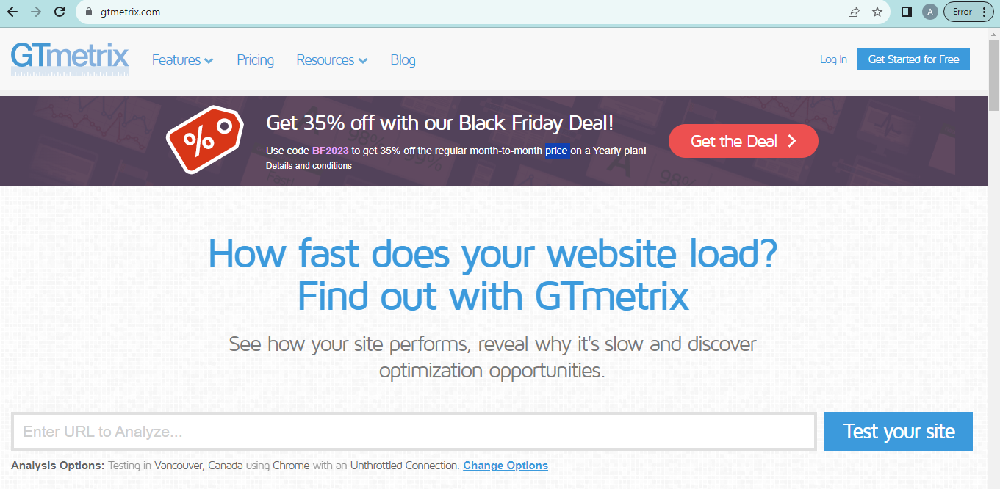 gtmetrix.com
A
Error
GTmetrix
Features
Pricing
Resources
Blog
Log In
Get Started for Free
Get 35% off with our Black Friday Deal!
Use code BF2023 to get 35% off the regular month-to-month price on a Yearly plan!
Details and conditions
%
Get the Deal
98%
99%
Fast!
A
98%
How fast does your website load?
Find out with GTmetrix
See how your site performs, reveal why it's slow and discover
optimization opportunities.
Enter URL to Analyze...
Test your site
Analysis Options: Testing in Vancouver, Canada using Chrome with an Unthrottled Connection. Change Options